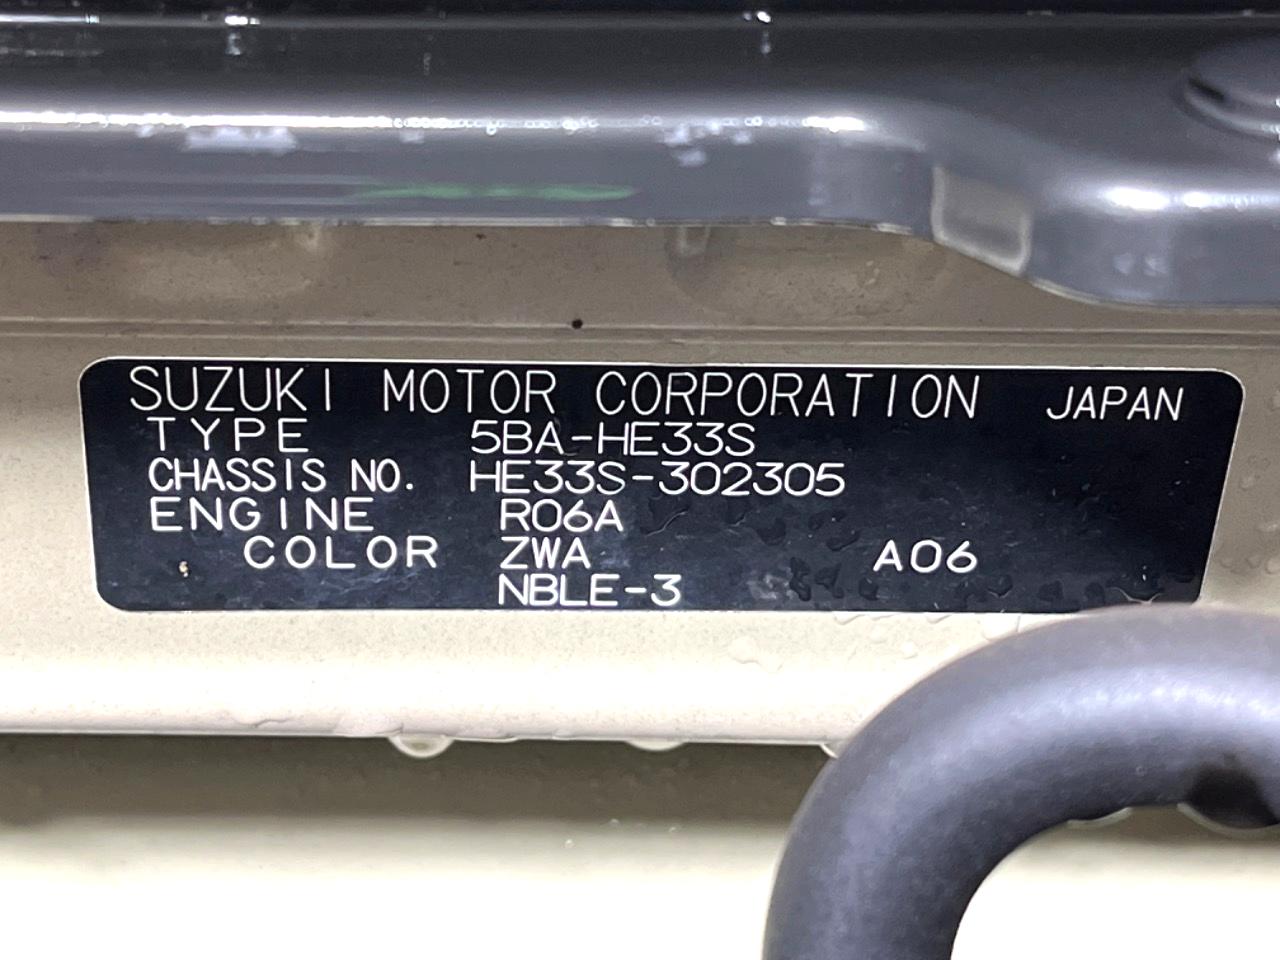 SUZUKI MOTOR CORPORATION JAPAN
TYPE 5BA-HE33S
CHASSIS NO. HE33S-302305
ENGINE R06A
COLOR ZWA A06
NBLE-3